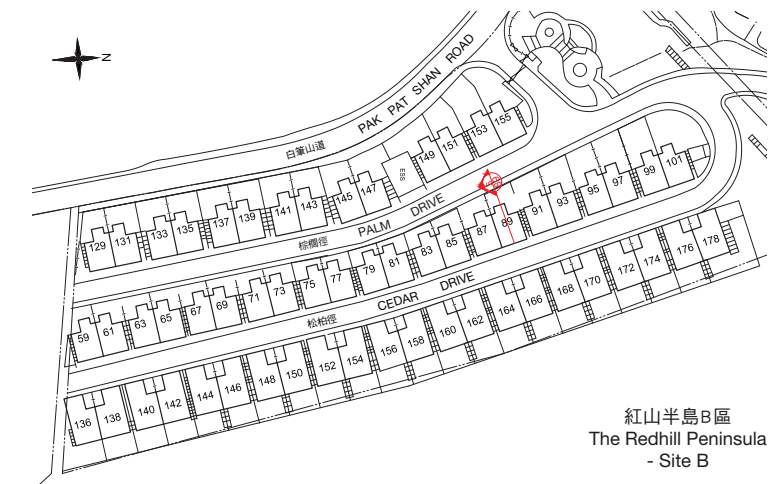 N
PAK PAT SHAN ROAD
白筆山道
129 131 133 135 137 139 141 143 145 147 ESS 149 151 153 155
PALM DRIVE
棕櫚徑
59 61 63 65 67 69 71 73 75 77 79 81 83 85 87 89 91 93 95 97 99 101
CEDAR DRIVE
松柏徑
136 138 140 142 144 146 148 150 152 154 156 158 160 162 164 166 168 170 172 174 176 178
紅山半島B區
The Redhill Peninsula
- Site B